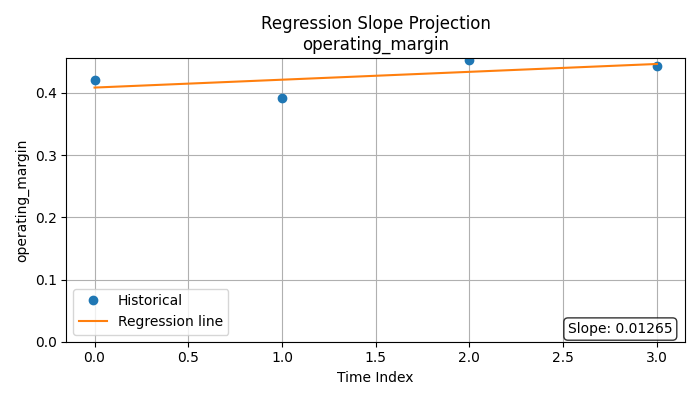 Regression Slope Projection
operating_margin
operating_margin
0.4
0.3
0.2
0.1
0.0
Historical
Regression line
Slope: 0.01265
0.0 0.5 1.0 1.5 2.0 2.5 3.0
Time Index